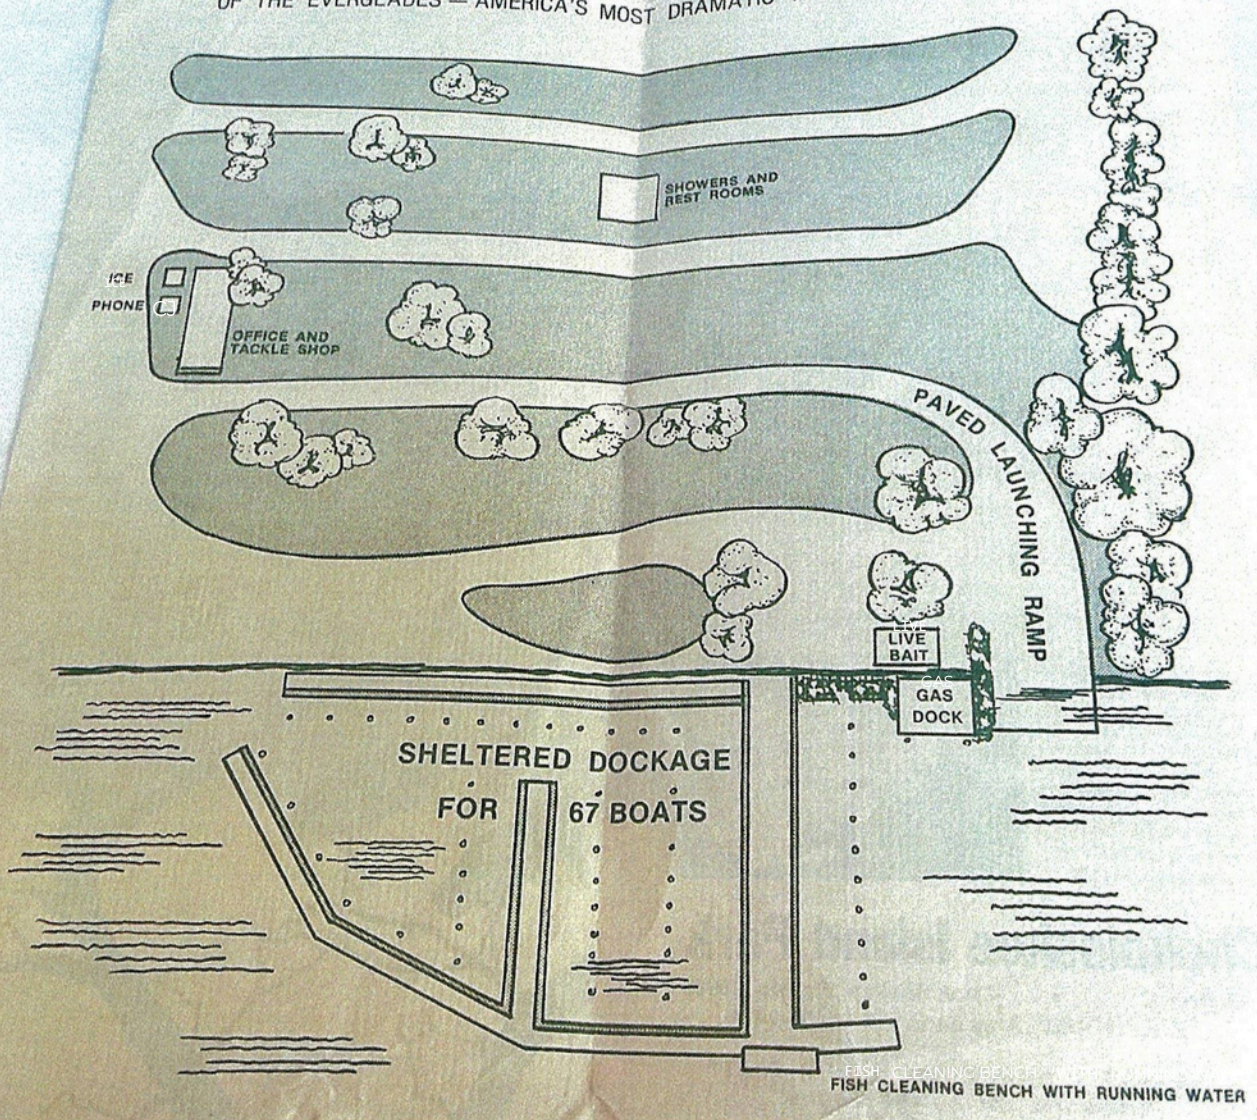 OF THE EVERGLADES — AMERICA'S MOST DRAMATIC
SHOWERS AND
REST ROOMS
ICE
PHONE
OFFICE AND
TACKLE SHOP
PAVED LAUNCHING RAMP
LIVE
BAIT
GAS
DOCK
SHELTERED DOCKAGE
FOR 67 BOATS
FISH CLEANING BENCH WITH RUNNING WATER